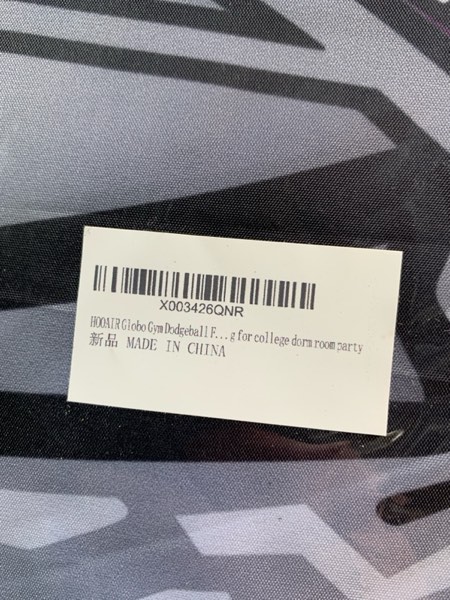 X003426QNR
HOOAIR Globo Gym Dodgeball F...g for college dorm room party
新品 MADE IN CHINA